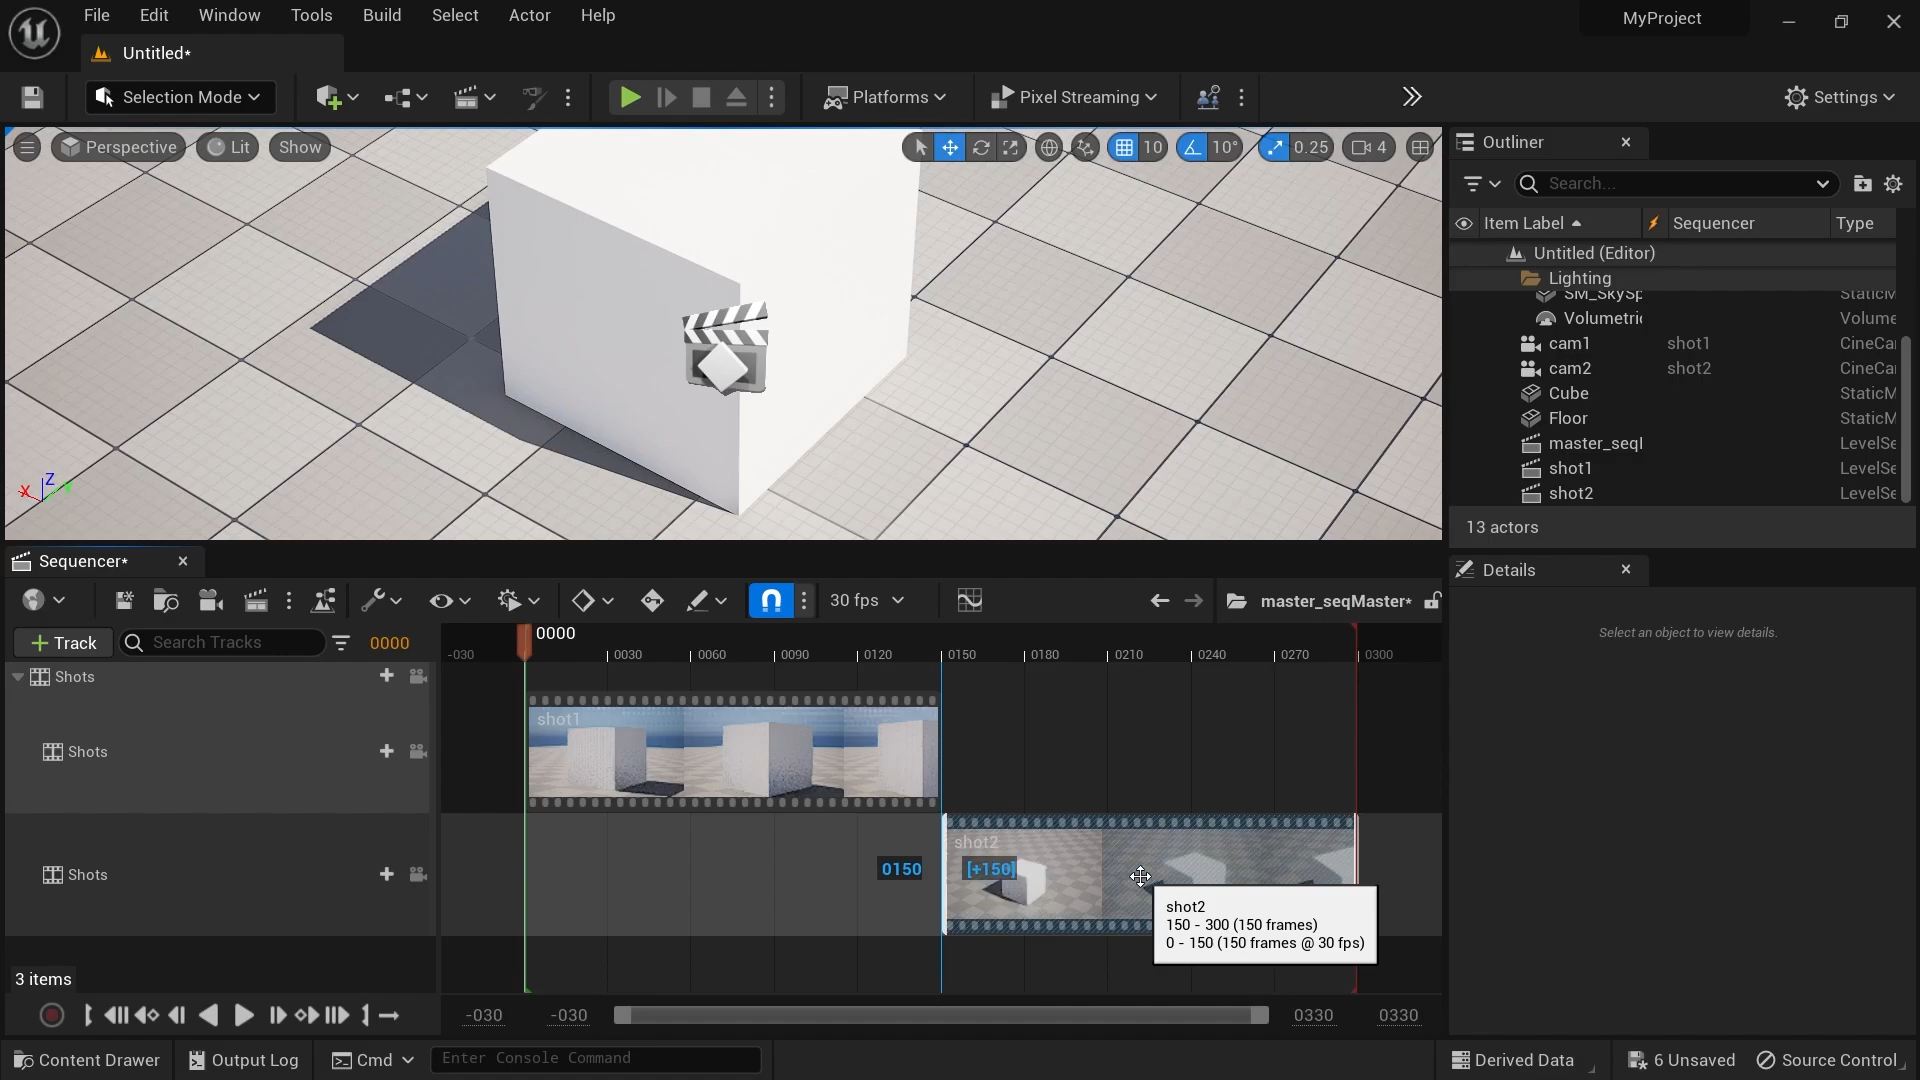 File Edit Window Tools Build Select Actor Help
MyProject
Untitled*
Selection Mode
Platforms
Pixel Streaming
Settings
Perspective
Lit
Show
10
10°
0.25
4
Z
X
Y
Outliner
Search...
Item Label
Sequencer
Type
Untitled (Editor)
Lighting
SM_SkySp
StaticM
Volumetric
Volume
cam1 shot1 CineCa
cam2 shot2 CineCa
Cube StaticM
Floor StaticM
master_seq
LevelSe
shot1 LevelSe
shot2 LevelSe
13 actors
Details
Select an object to view details.
Sequencer*
30 fps
master_seqMaster*
Track
Search Tracks
0000
0000
-030 0030 0060 0090 0120 0150 0180 0210 0240 0270 0300
Shots
shot1
Shots
shot2
0150
[+150]
Shots
shot2
150 - 300 (150 frames)
0 - 150 (150 frames @ 30 fps)
3 items
-030 -030 0330 0330
Content Drawer
Output Log
Cmd
Enter Console Command
Derived Data
6 Unsaved
Source Control